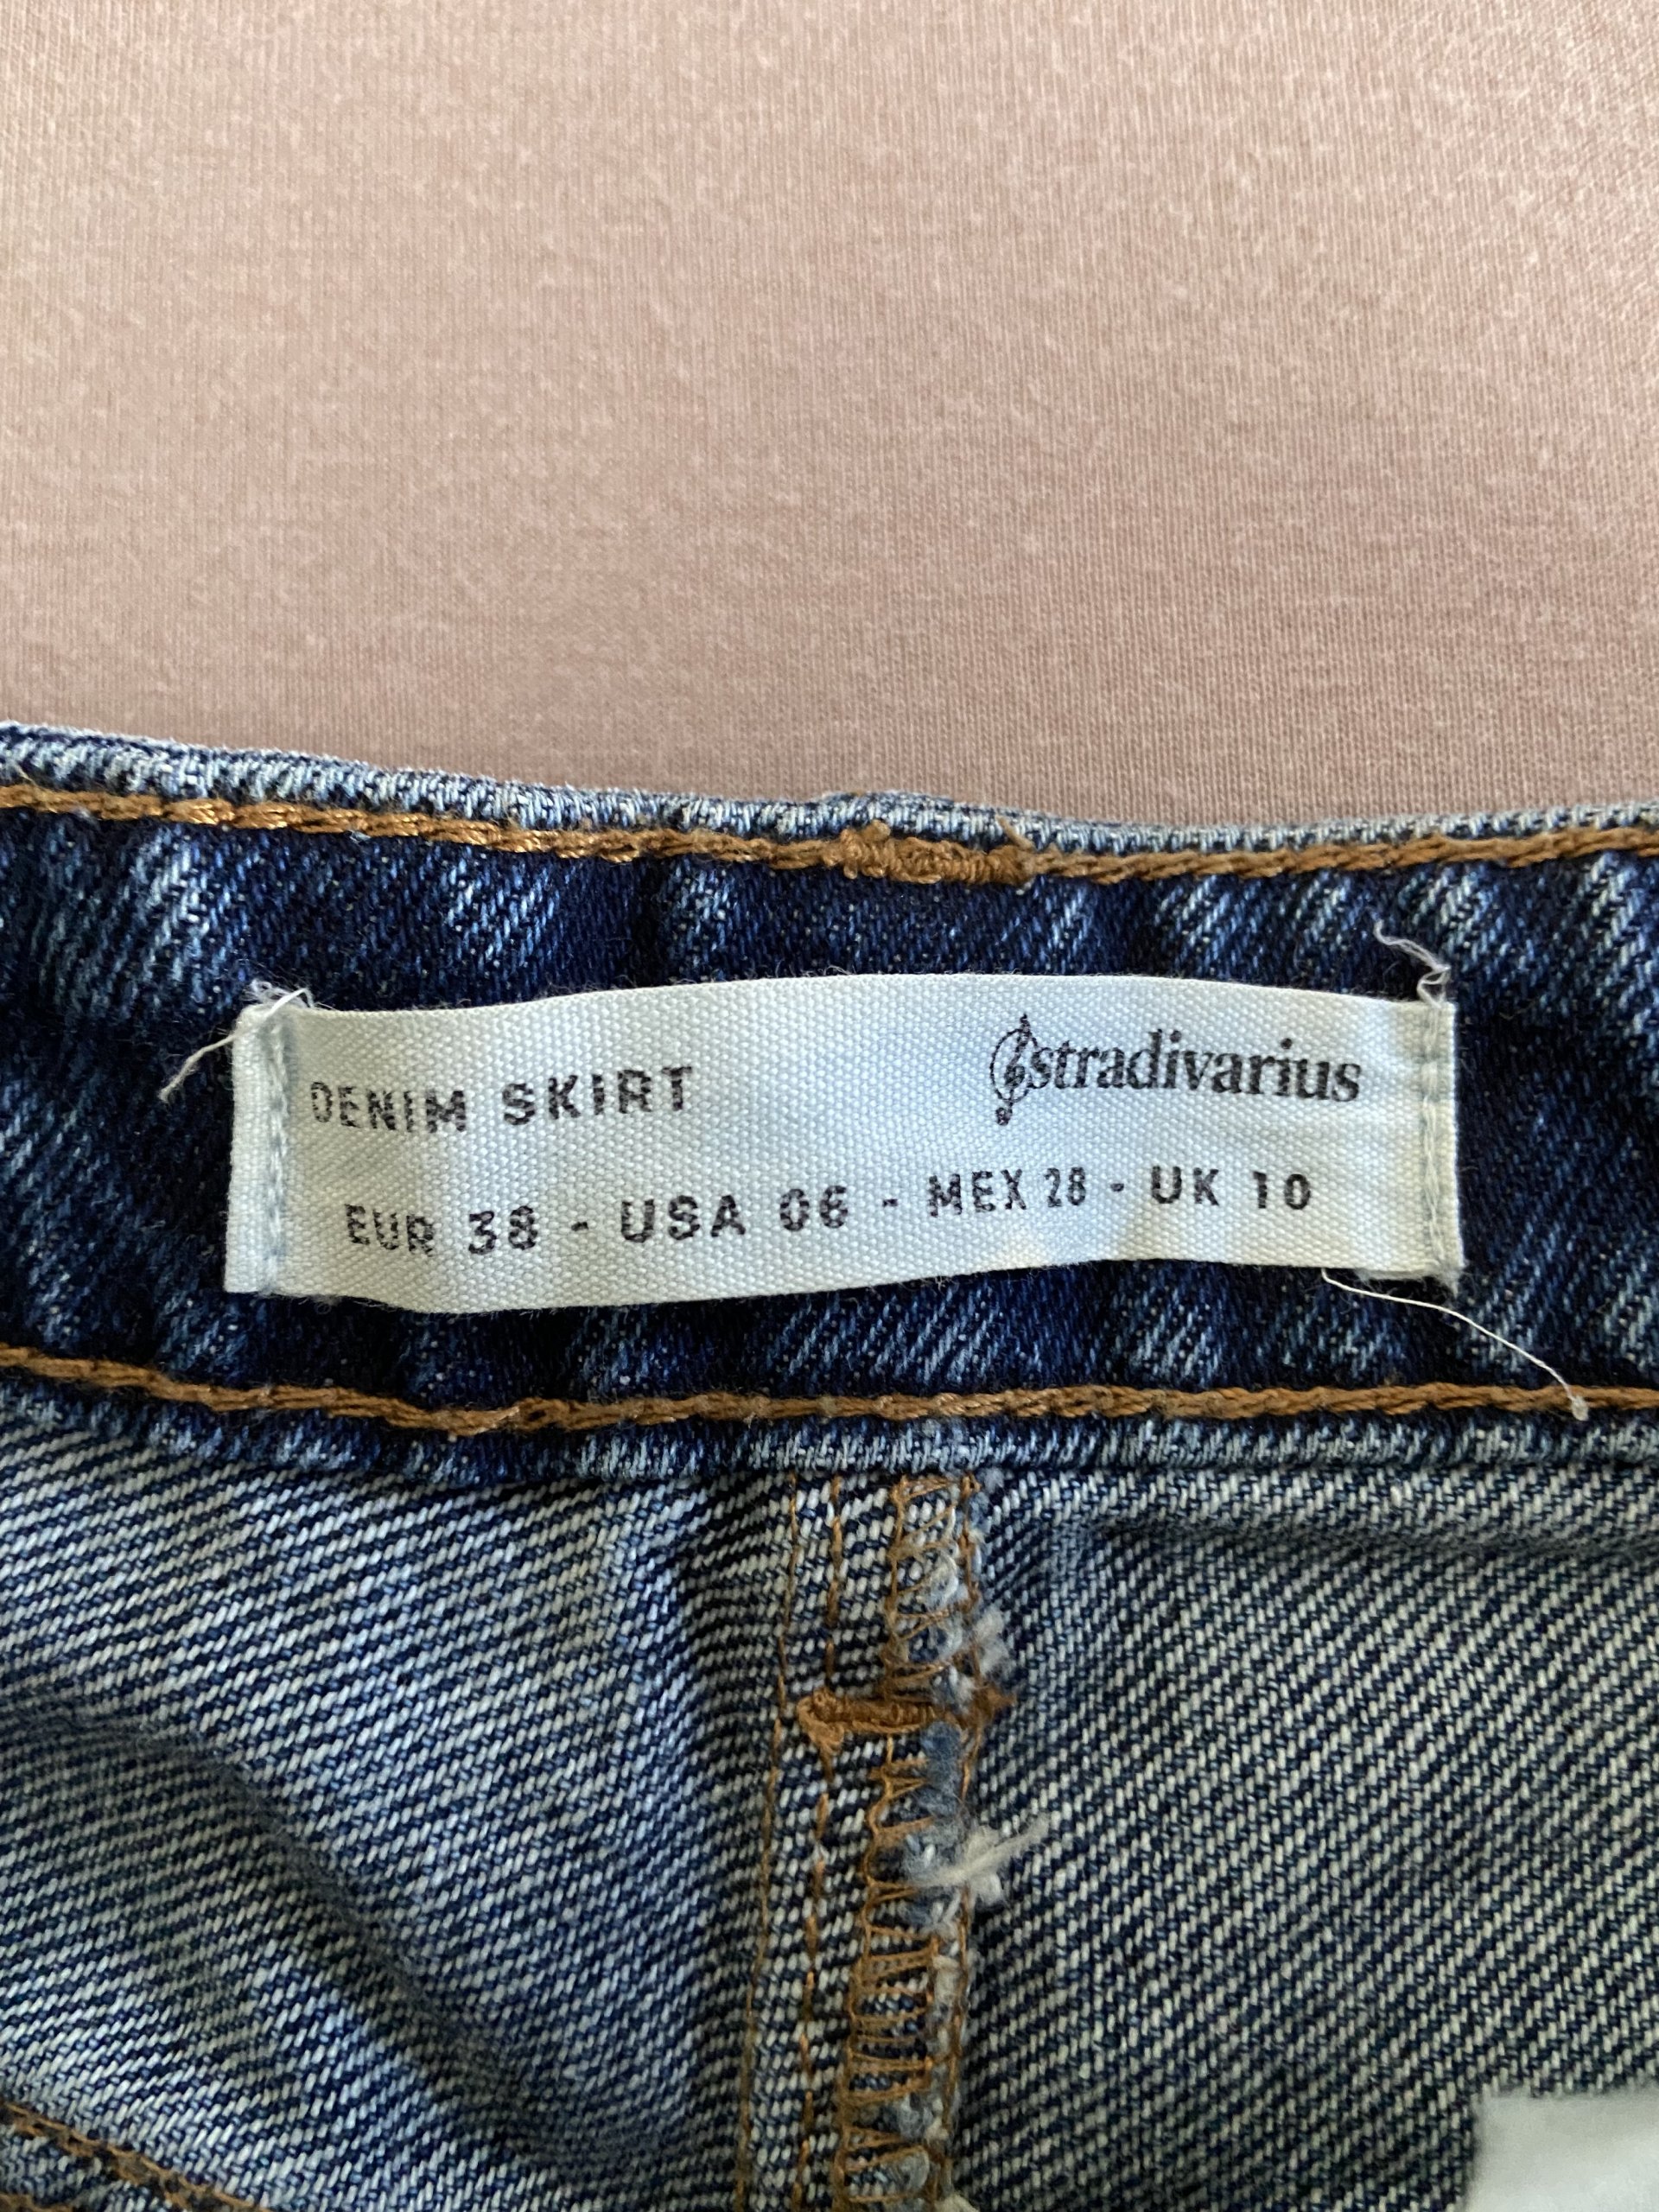 DENIM SKIRT stradivarius
EUR 38 - USA 06 - MEX 28 - UK 10